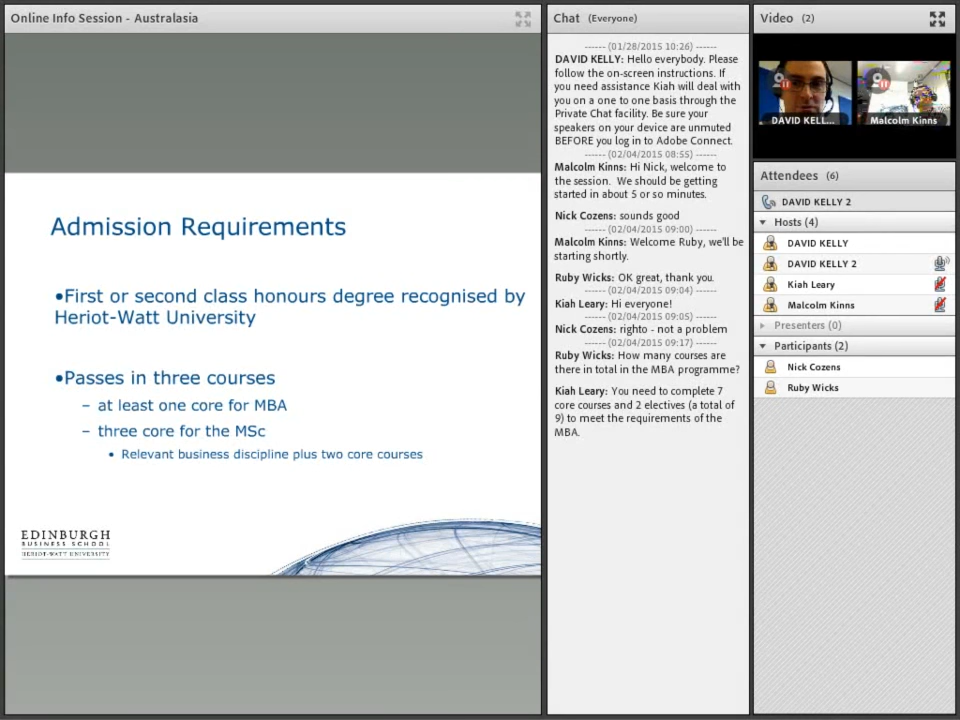 Online Info Session - Australasia
Admission Requirements
•First or second class honours degree recognised by
Heriot-Watt University
•Passes in three courses
– at least one core for MBA
– three core for the MSc
• Relevant business discipline plus two core courses
EDINBURGH
BUSINESS SCHOOL
HERIOT-WATT UNIVERSITY
Chat (Everyone)
------ (01/28/2015 10:26) ------
DAVID KELLY: Hello everybody. Please
follow the on-screen instructions. If
you need assistance Kiah will deal with
you on a one to one basis through the
Private Chat facility. Be sure your
speakers on your device are unmuted
BEFORE you log in to Adobe Connect.
------ (02/04/2015 08:55) ------
Malcolm Kinns: Hi Nick, welcome to
the session. We should be getting
started in about 5 or so minutes.
Nick Cozens: sounds good
------ (02/04/2015 09:00) ------
Malcolm Kinns: Welcome Ruby, we'll be
starting shortly.
Ruby Wicks: OK great, thank you.
------ (02/04/2015 09:04) ------
Kiah Leary: Hi everyone!
------ (02/04/2015 09:05) ------
Nick Cozens: righto - not a problem
------ (02/04/2015 09:17) ------
Ruby Wicks: How many courses are
there in total in the MBA programme?
Kiah Leary: You need to complete 7
core courses and 2 electives (a total of
9) to meet the requirements of the
MBA.
Video (2)
DAVID KELL...
Malcolm Kinns
Attendees (6)
DAVID KELLY 2
Hosts (4)
DAVID KELLY
DAVID KELLY 2
Kiah Leary
Malcolm Kinns
Presenters (0)
Participants (2)
Nick Cozens
Ruby Wicks